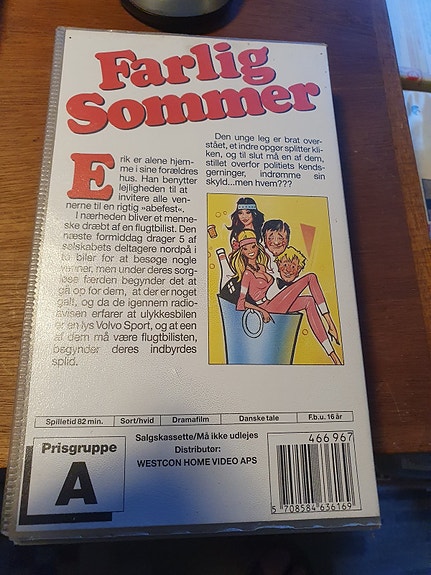 Farlig
Sommer
Erik er alene hjem-
me i sine forældres
hus. Han benytter
lejligheden til at
invitere alle ven-
nerne til en rigtig »abefest«.
I nærheden bliver et menne-
ske dræbt af en flugtbilist. Den
næste formiddag drager 5 af
selskabets deltagere nordpå i
to biler for at besøge nogle
venner, men under deres sorg-
løse færden begynder det at
gå op for dem, at der er noget
galt, og da de igennem radio-
avisen erfarer at ulykkesbilen
er en lys Volvo Sport, og at een
af dem må være flugtbilisten,
begynder deres indbyrdes
splid.
Den unge leg er brat over-
stået, et indre opgør splitter kli-
ken, og til slut må en af dem,
stillet overfor politiets kends-
gerninger, indrømme sin
skyld...men hvem???
Spilletid 82 min. Sort/hvid Dramafilm Danske tale F.b.u. 16 år
Prisgruppe
A
Salgskassette/Må ikke udlejes
Distributør:
WESTCON HOME VIDEO APS
466 967
5 708584 636169